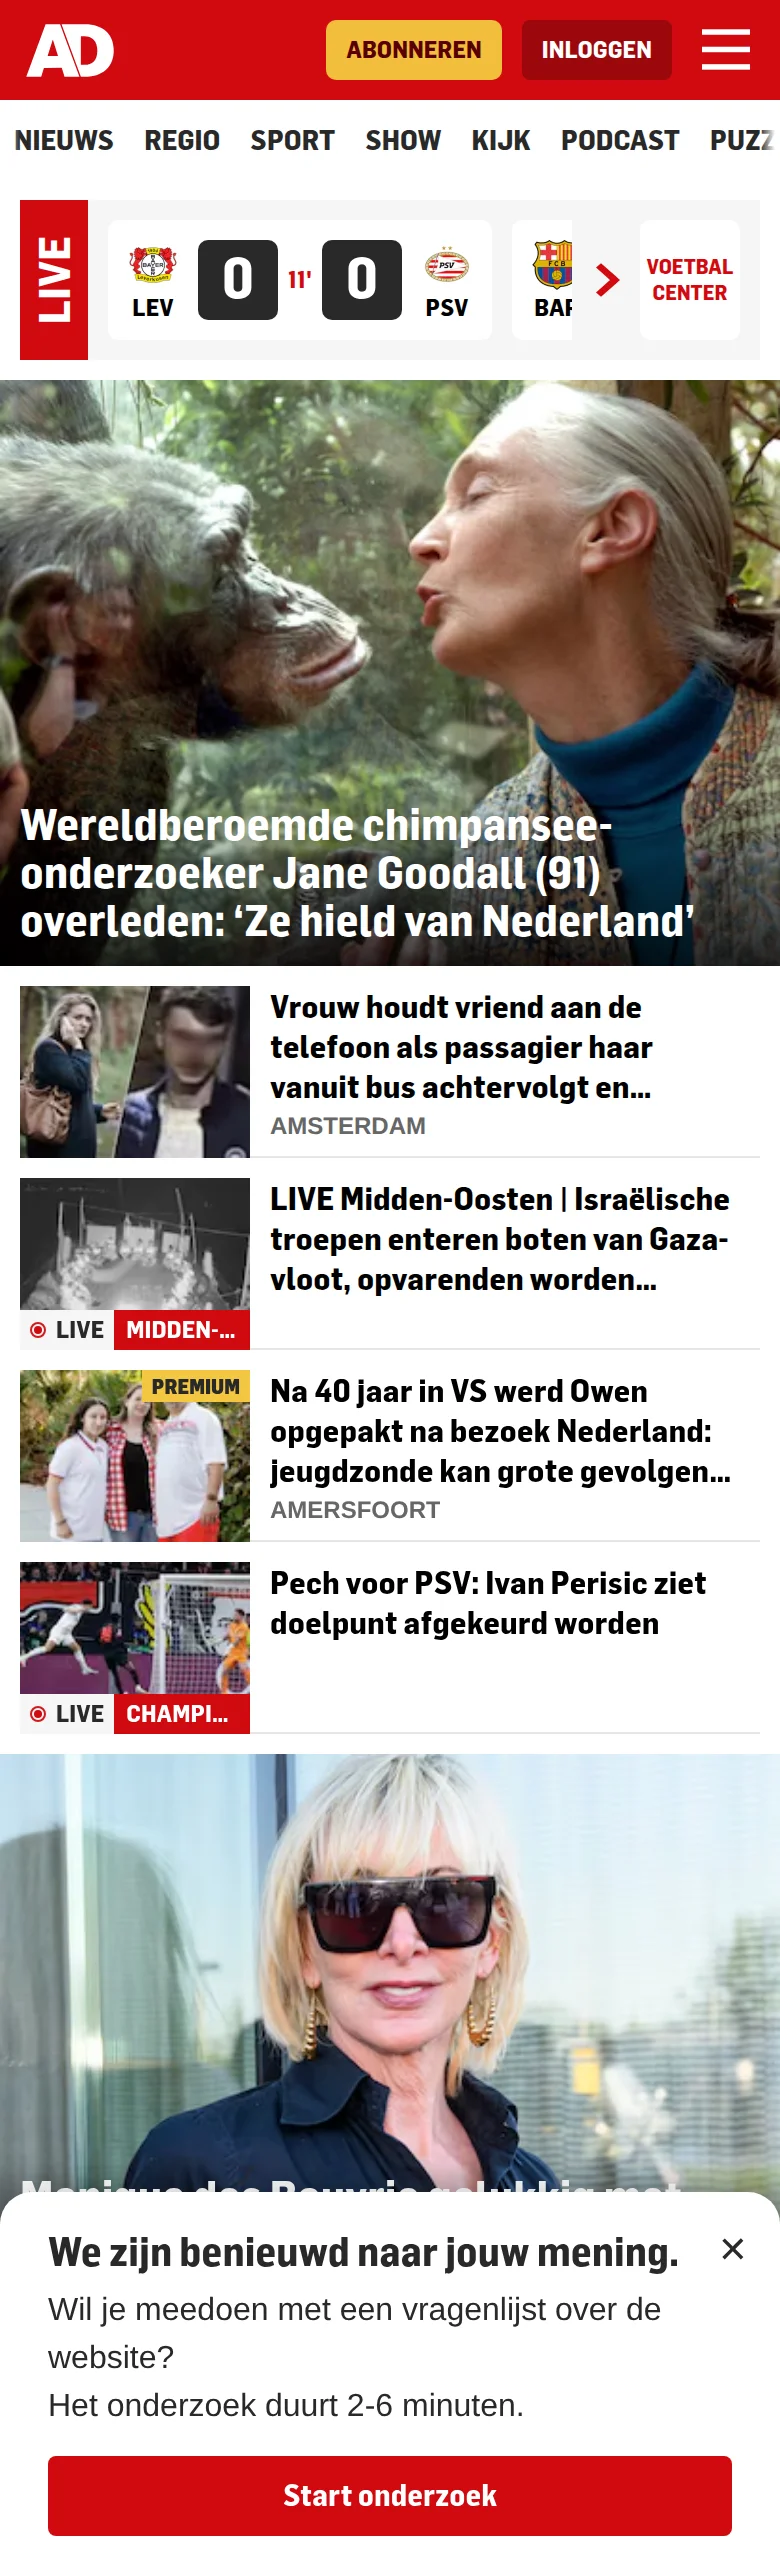 AD
ABONNEREN
INLOGGEN
NIEUWS REGIO SPORT SHOW KIJK PODCAST PUZZ
LIVE
LEV
0
11'
0
PSV
PSV
FCB
VOETBAL
CENTER
Wereldberoemde chimpansee-
onderzoeker Jane Goodall (91)
overleden: ‘Ze hield van Nederland’
Vrouw houdt vriend aan de
telefoon als passagier haar
vanuit bus achtervolgt en...
AMSTERDAM
LIVE Midden-Oosten | Israëlische
troepen enteren boten van Gaza-
vloot, opvarenden worden...
LIVE MIDDEN-...
PREMIUM
Na 40 jaar in VS werd Owen
opgepakt na bezoek Nederland:
jeugdzonde kan grote gevolgen...
AMERSFOORT
Pech voor PSV: Ivan Perisic ziet
doelpunt afgekeurd worden
LIVE CHAMPI...
We zijn benieuwd naar jouw mening.
Wil je meedoen met een vragenlijst over de
website?
Het onderzoek duurt 2-6 minuten.
Start onderzoek